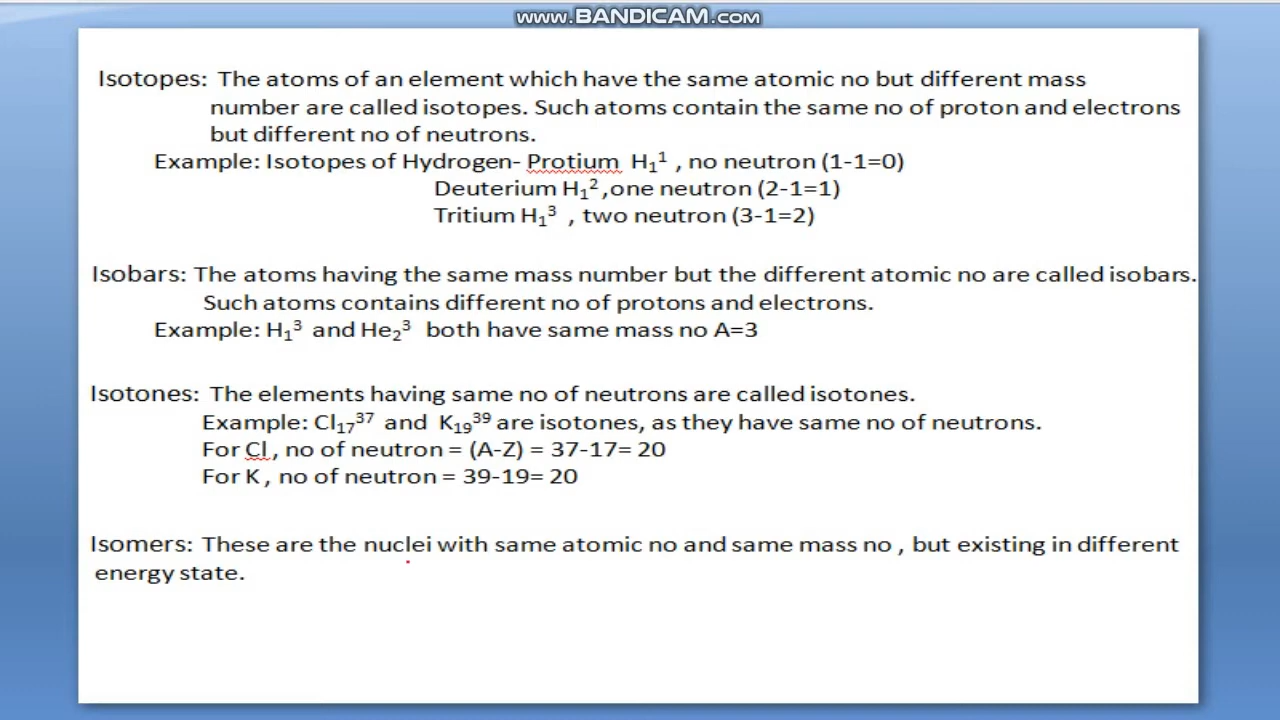 www.BANDICAM.com
Isotopes: The atoms of an element which have the same atomic no but different mass
number are called isotopes. Such atoms contain the same no of proton and electrons
but different no of neutrons.
Example: Isotopes of Hydrogen- Protium H₁¹ , no neutron (1-1=0)
Deuterium H₁² ,one neutron (2-1=1)
Tritium H₁³ , two neutron (3-1=2)
Isobars: The atoms having the same mass number but the different atomic no are called isobars.
Such atoms contains different no of protons and electrons.
Example: H₁³ and He₂³ both have same mass no A=3
Isotones: The elements having same no of neutrons are called isotones.
Example: Cl₁₇³⁷ and K₁₉³⁹ are isotones, as they have same no of neutrons.
For Cl , no of neutron = (A-Z) = 37-17= 20
For K , no of neutron = 39-19= 20
Isomers: These are the nuclei with same atomic no and same mass no , but existing in different
energy state.